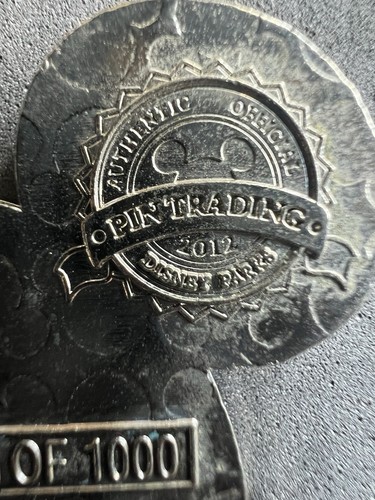 AUTHENTIC OFFICIAL
PIN TRADING
2012
DISNEY PARKS
OF 1000